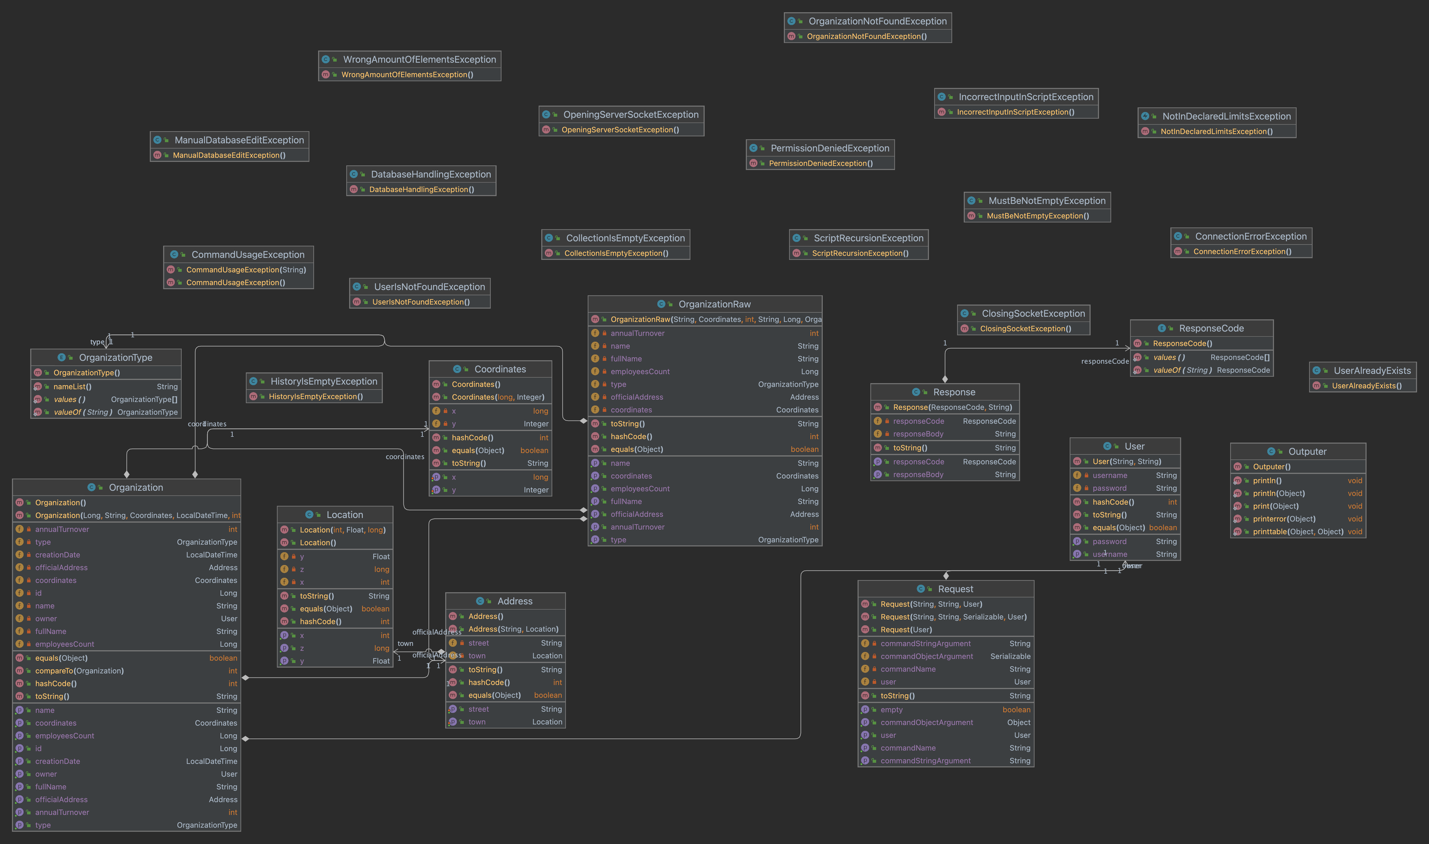 OrganizationNotFoundException
OrganizationNotFoundException()
WrongAmountOfElementsException
WrongAmountOfElementsException()
IncorrectInputInScriptException
IncorrectInputInScriptException()
OpeningServerSocketException
OpeningServerSocketException()
NotInDeclaredLimitsException
NotInDeclaredLimitsException()
ManualDatabaseEditException
ManualDatabaseEditException()
PermissionDeniedException
PermissionDeniedException()
DatabaseHandlingException
DatabaseHandlingException()
MustBeNotEmptyException
MustBeNotEmptyException()
CollectionIsEmptyException
CollectionIsEmptyException()
ScriptRecursionException
ScriptRecursionException()
ConnectionErrorException
ConnectionErrorException()
CommandUsageException
CommandUsageException(String)
CommandUsageException()
UserIsNotFoundException
UserIsNotFoundException()
ClosingSocketException
ClosingSocketException()
OrganizationRaw
OrganizationRaw(String, Coordinates, int, String, Long, Orga
annualTurnover int
name String
fullName String
employeesCount Long
type OrganizationType
officialAddress Address
coordinates Coordinates
toString() String
hashCode() int
equals(Object) boolean
name String
coordinates Coordinates
employeesCount Long
fullName String
officialAddress Address
annualTurnover int
type OrganizationType
ResponseCode
ResponseCode()
values () ResponseCode[]
valueOf (String) ResponseCode
1
1
responseCode
type
1
1
OrganizationType
OrganizationType()
nameList() String
values () OrganizationType[]
valueOf (String) OrganizationType
HistoryIsEmptyException
HistoryIsEmptyException()
Coordinates
Coordinates()
Coordinates(long, Integer)
x long
y Integer
hashCode() int
equals(Object) boolean
toString() String
x long
y Integer
UserAlreadyExists
UserAlreadyExists()
Response
Response(ResponseCode, String)
responseCode ResponseCode
responseBody String
toString() String
responseCode ResponseCode
responseBody String
coordinates
1
1
coordinates
User
User(String, String)
username String
password String
hashCode() int
toString() String
equals(Object) boolean
password String
username String
Outputer
Outputer()
println() void
println(Object) void
print(Object) void
printerror(Object) void
printtable(Object, Object) void
Organization
Organization()
Organization(Long, String, Coordinates, LocalDateTime, int
annualTurnover int
type OrganizationType
creationDate LocalDateTime
officialAddress Address
coordinates Coordinates
id Long
name String
owner User
fullName String
employeesCount Long
equals(Object) boolean
compareTo(Organization) int
hashCode() int
toString() String
name String
coordinates Coordinates
employeesCount Long
id Long
creationDate LocalDateTime
owner User
fullName String
officialAddress Address
annualTurnover int
type OrganizationType
Location
Location(int, Float, long)
Location()
y Float
z long
x int
toString() String
equals(Object) boolean
hashCode() int
x int
z long
y Float
Address
Address()
Address(String, Location)
street String
town Location
toString() String
hashCode() int
equals(Object) boolean
street String
town Location
officialAddress
town
officialAddress
1
1
1
1
1
1
1
Request
Request(String, String, User)
Request(String, String, Serializable, User)
Request(User)
commandStringArgument String
commandObjectArgument Serializable
commandName String
user User
toString() String
empty boolean
commandObjectArgument Object
user User
commandName String
commandStringArgument String